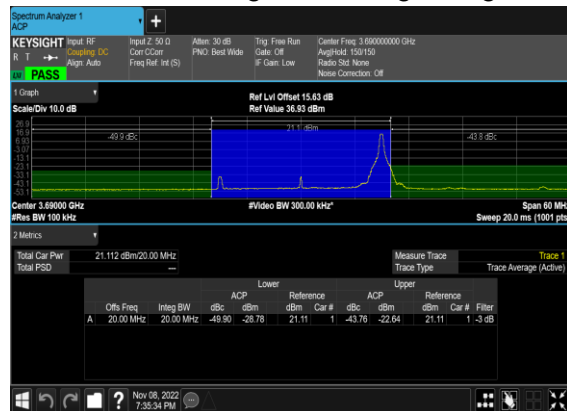 Spectrum Analyzer 1
ACP
KEYSIGHT Input: RF Input Z: 50 Ω Atten: 30 dB Trig: Free Run Center Freq: 3.690000000 GHz
R T Coupling: DC Corr CCorr PNO: Best Wide Gate: Off Avg|Hold: 150/150
Align: Auto Freq Ref: Int (S) IF Gain: Low Radio Std: None
LXI PASS Noise Correction: Off
1 Graph
Scale/Div 10.0 dB Ref Lvl Offset 15.63 dB
Ref Value 36.93 dBm
26.9
16.9 -49.9 dBc 21.1 dBm -43.8 dBc
6.93
-3.07
-13.1
-23.1
-33.1
-43.1
-53.1
Center 3.69000 GHz #Video BW 300.00 kHz* Span 60 MHz
#Res BW 100 kHz Sweep 20.0 ms (1001 pts
2 Metrics
Total Car Pwr 21.112 dBm/20.00 MHz Measure Trace Trace 1
Total PSD --- Trace Type Trace Average (Active)
Lower Upper
ACP Reference ACP Reference
Offs Freq Integ BW dBc dBm dBm Car # dBc dBm dBm Car # Filter
A 20.00 MHz 20.00 MHz -49.90 -28.78 21.11 1 -43.76 -22.64 21.11 1 -3 dB
? Nov 08, 2022
7:35:34 PM